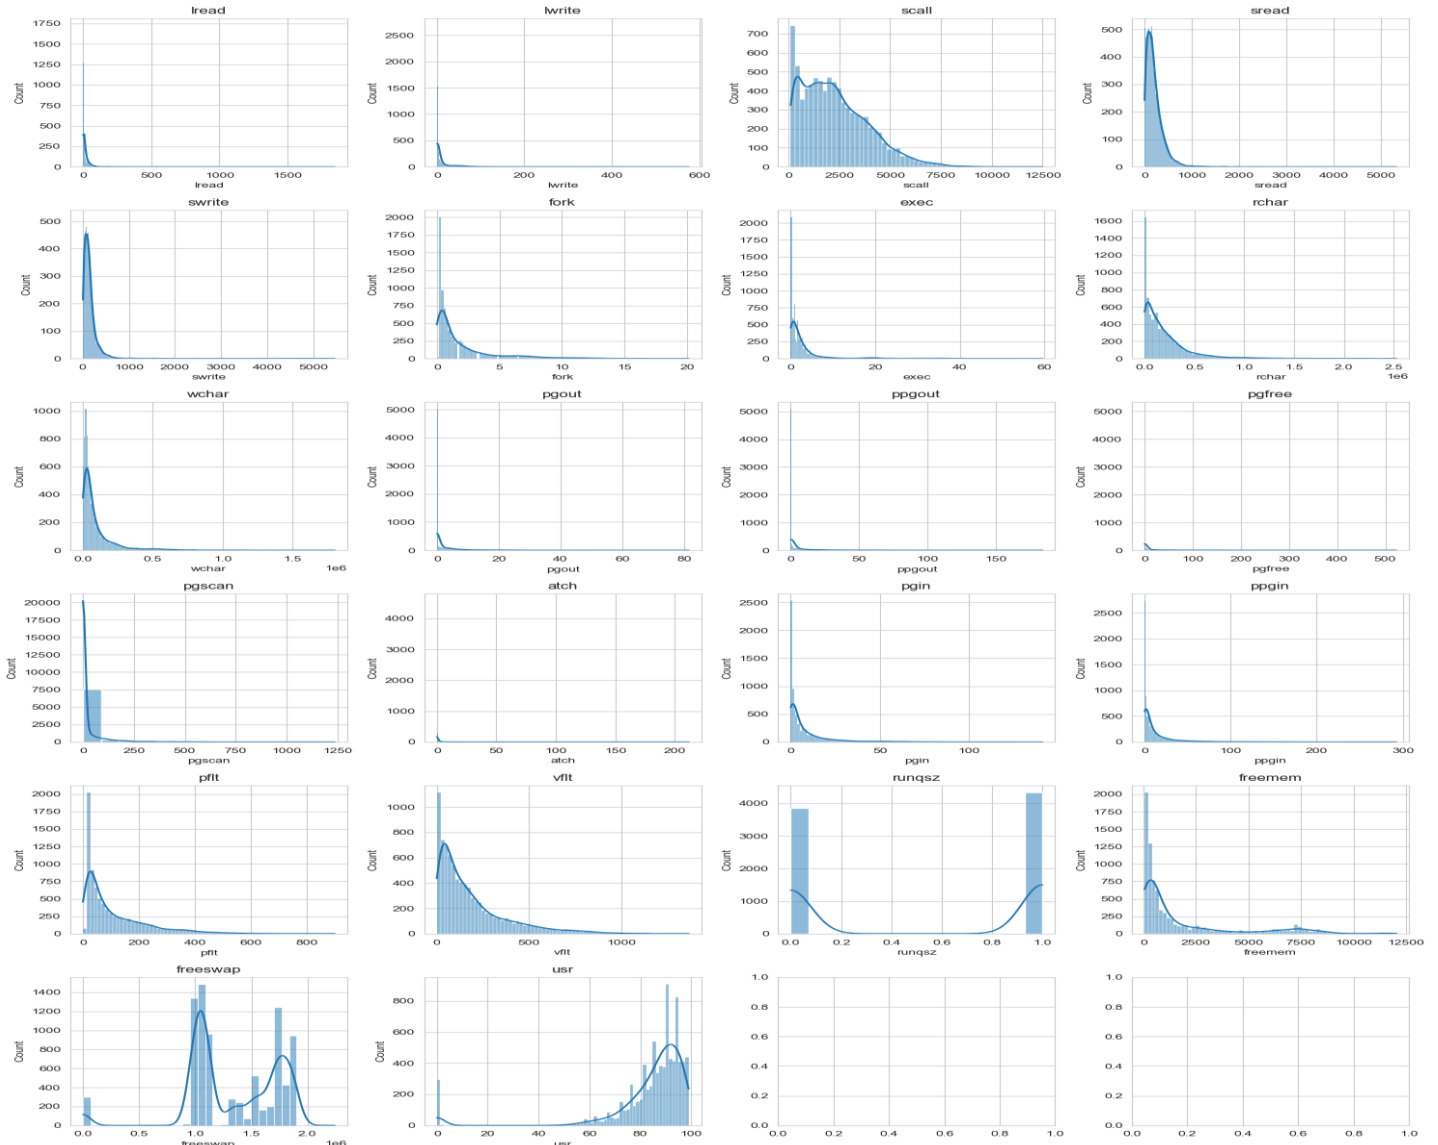 lread
lwrite
scall
sread
1750
1500
1250
1000
750
500
250
0
Count
0 500 1000 1500
lread
2500
2000
1500
1000
500
0
Count
0 200 400 600
lwrite
700
600
500
400
300
200
100
0
Count
0 2500 5000 7500 10000 12500
scall
500
400
300
200
100
0
Count
0 1000 2000 3000 4000 5000
sread
swrite
fork
exec
rchar
500
400
300
200
100
0
Count
0 1000 2000 3000 4000 5000
swrite
2000
1750
1500
1250
1000
750
500
250
0
Count
0 5 10 15 20
fork
2000
1750
1500
1250
1000
750
500
250
0
Count
0 20 40 60
exec
1600
1400
1200
1000
800
600
400
200
0
Count
0.0 0.5 1.0 1.5 2.0 2.5
rchar
1e6
wchar
pgout
ppgout
pgfree
1000
800
600
400
200
0
Count
0.0 0.5 1.0 1.5
wchar
1e6
5000
4000
3000
2000
1000
0
Count
0 20 40 60 80
pgout
5000
4000
3000
2000
1000
0
Count
0 50 100 150
ppgout
5000
4000
3000
2000
1000
0
Count
0 100 200 300 400 500
pgfree
pgscan
atch
pgin
ppgin
20000
17500
15000
12500
10000
7500
5000
2500
0
Count
0 250 500 750 1000 1250
pgscan
4000
3000
2000
1000
0
Count
0 50 100 150 200
atch
2500
2000
1500
1000
500
0
Count
0 50 100
pgin
2500
2000
1500
1000
500
0
Count
0 100 200 300
ppgin
pflt
vflt
runqsz
freemem
2000
1750
1500
1250
1000
750
500
250
0
Count
0 200 400 600 800
pflt
1000
800
600
400
200
0
Count
0 500 1000
vflt
4000
3000
2000
1000
0
Count
0.0 0.2 0.4 0.6 0.8 1.0
runqsz
2000
1750
1500
1250
1000
750
500
250
0
Count
0 2500 5000 7500 10000 12500
freemem
freeswap
usr
1400
1200
1000
800
600
400
200
0
Count
0.0 0.5 1.0 1.5 2.0
freeswap
1e6
800
600
400
200
0
Count
0 20 40 60 80 100
usr
1.0
0.8
0.6
0.4
0.2
0.0
0.0 0.2 0.4 0.6 0.8 1.0
1.0
0.8
0.6
0.4
0.2
0.0
0.0 0.2 0.4 0.6 0.8 1.0